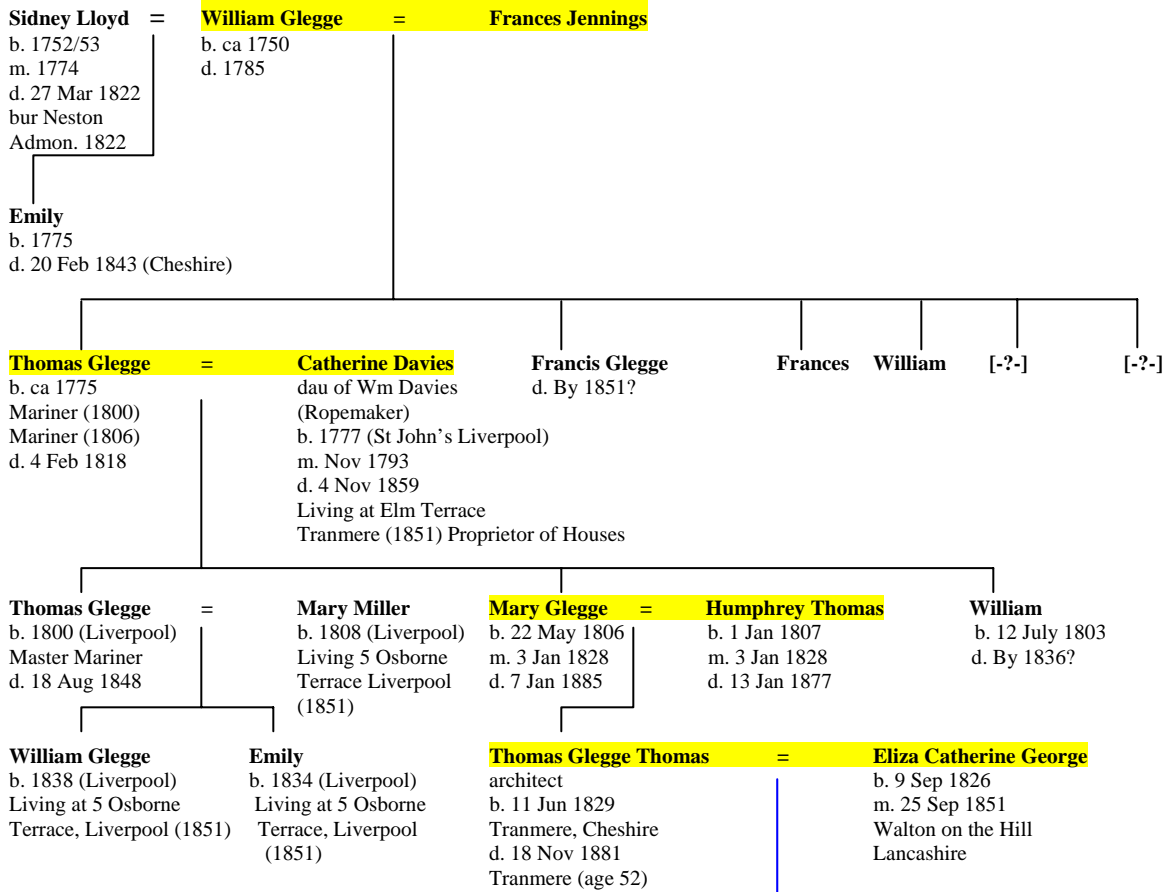 Sidney Lloyd = William Glegge = Frances Jennings
b. 1752/53 b. ca 1750
m. 1774 d. 1785
d. 27 Mar 1822
bur Neston
Admon. 1822
Emily
b. 1775
d. 20 Feb 1843 (Cheshire)
Thomas Glegge = Catherine Davies Francis Glegge Frances William [-?-] [-?-]
b. ca 1775 dau of Wm Davies d. By 1851?
Mariner (1800) (Ropemaker)
Mariner (1806) b. 1777 (St John’s Liverpool)
d. 4 Feb 1818 m. Nov 1793
d. 4 Nov 1859
Living at Elm Terrace
Tranmere (1851) Proprietor of Houses
Thomas Glegge = Mary Miller Mary Glegge = Humphrey Thomas William
b. 1800 (Liverpool) b. 1808 (Liverpool) b. 22 May 1806 b. 1 Jan 1807 b. 12 July 1803
Master Mariner Living 5 Osborne m. 3 Jan 1828 m. 3 Jan 1828 d. By 1836?
d. 18 Aug 1848 Terrace Liverpool d. 7 Jan 1885 d. 13 Jan 1877
(1851)
William Glegge Emily Thomas Glegge Thomas = Eliza Catherine George
b. 1838 (Liverpool) b. 1834 (Liverpool) architect b. 9 Sep 1826
Living at 5 Osborne Living at 5 Osborne b. 11 Jun 1829 m. 25 Sep 1851
Terrace, Liverpool (1851) Terrace, Liverpool Tranmere, Cheshire Walton on the Hill
(1851) d. 18 Nov 1881 Lancashire
Tranmere (age 52)